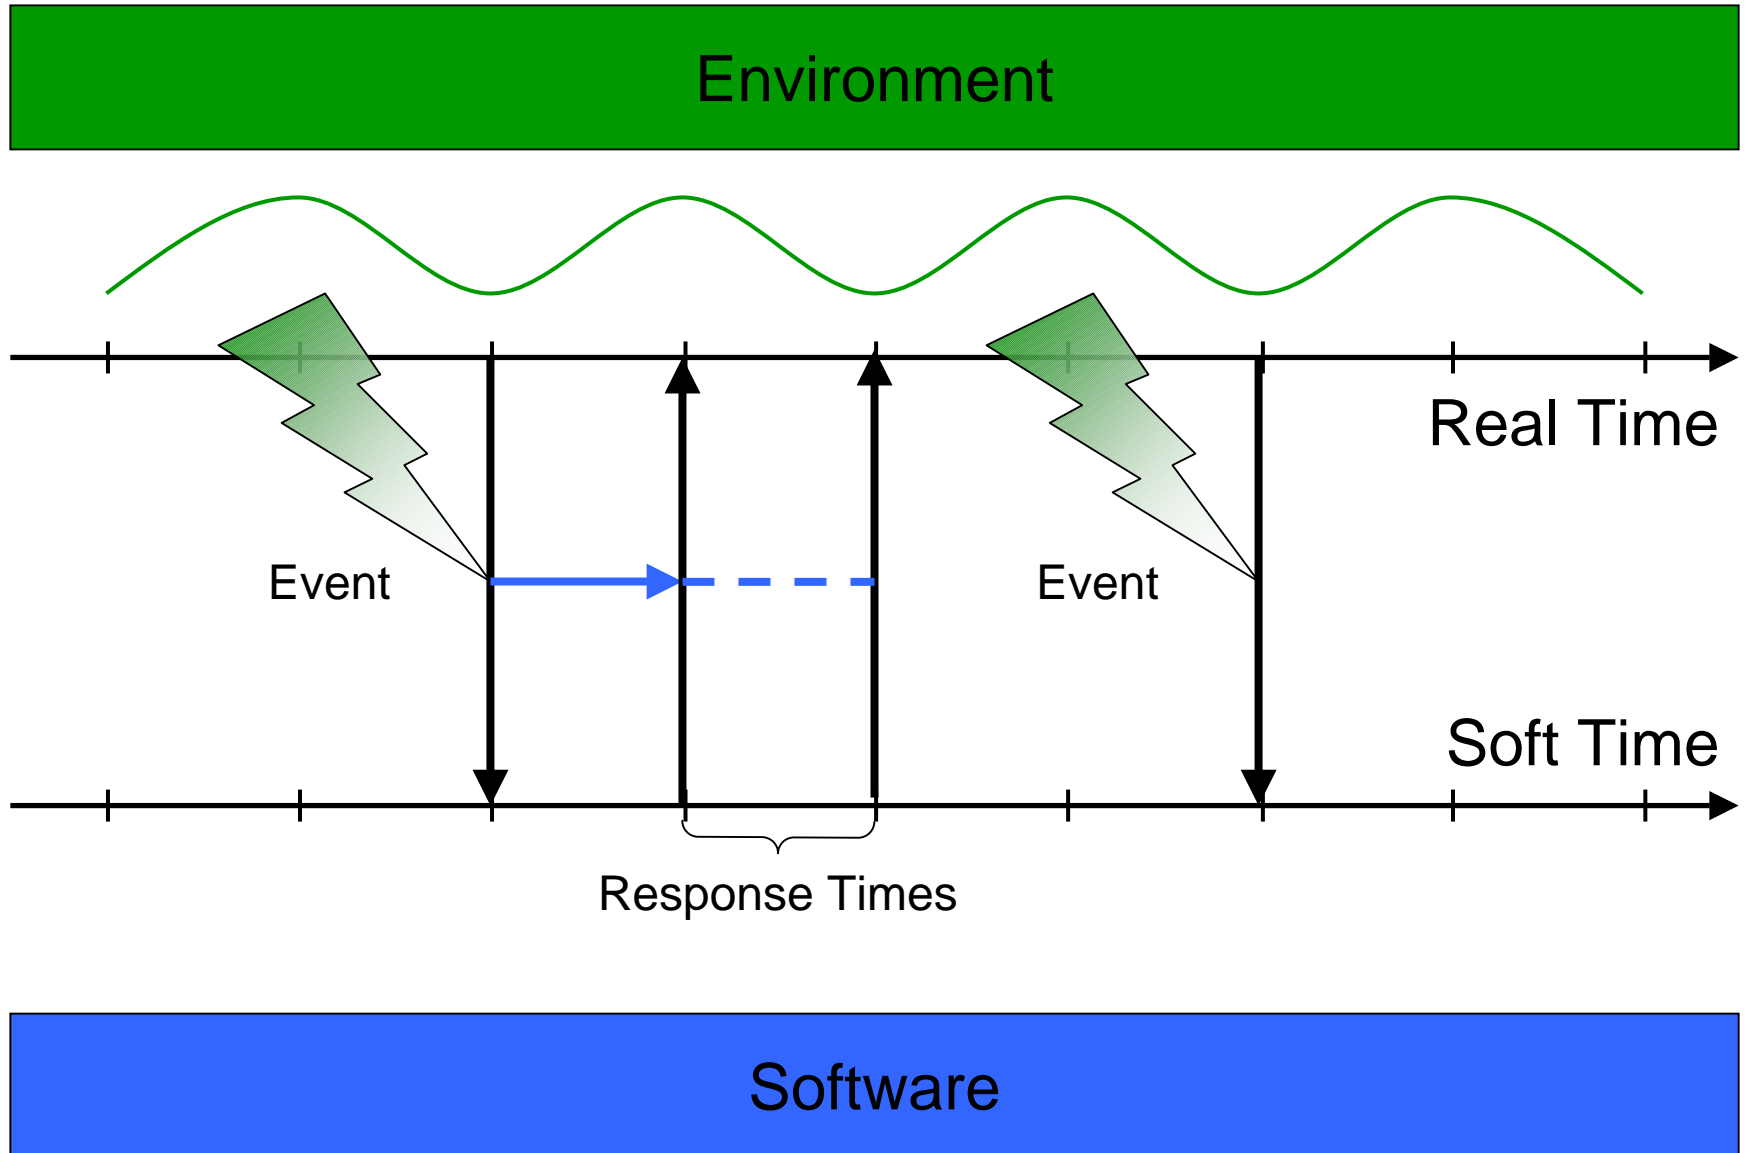 Environment
Real Time
Event
Event
Soft Time
Response Times
Software